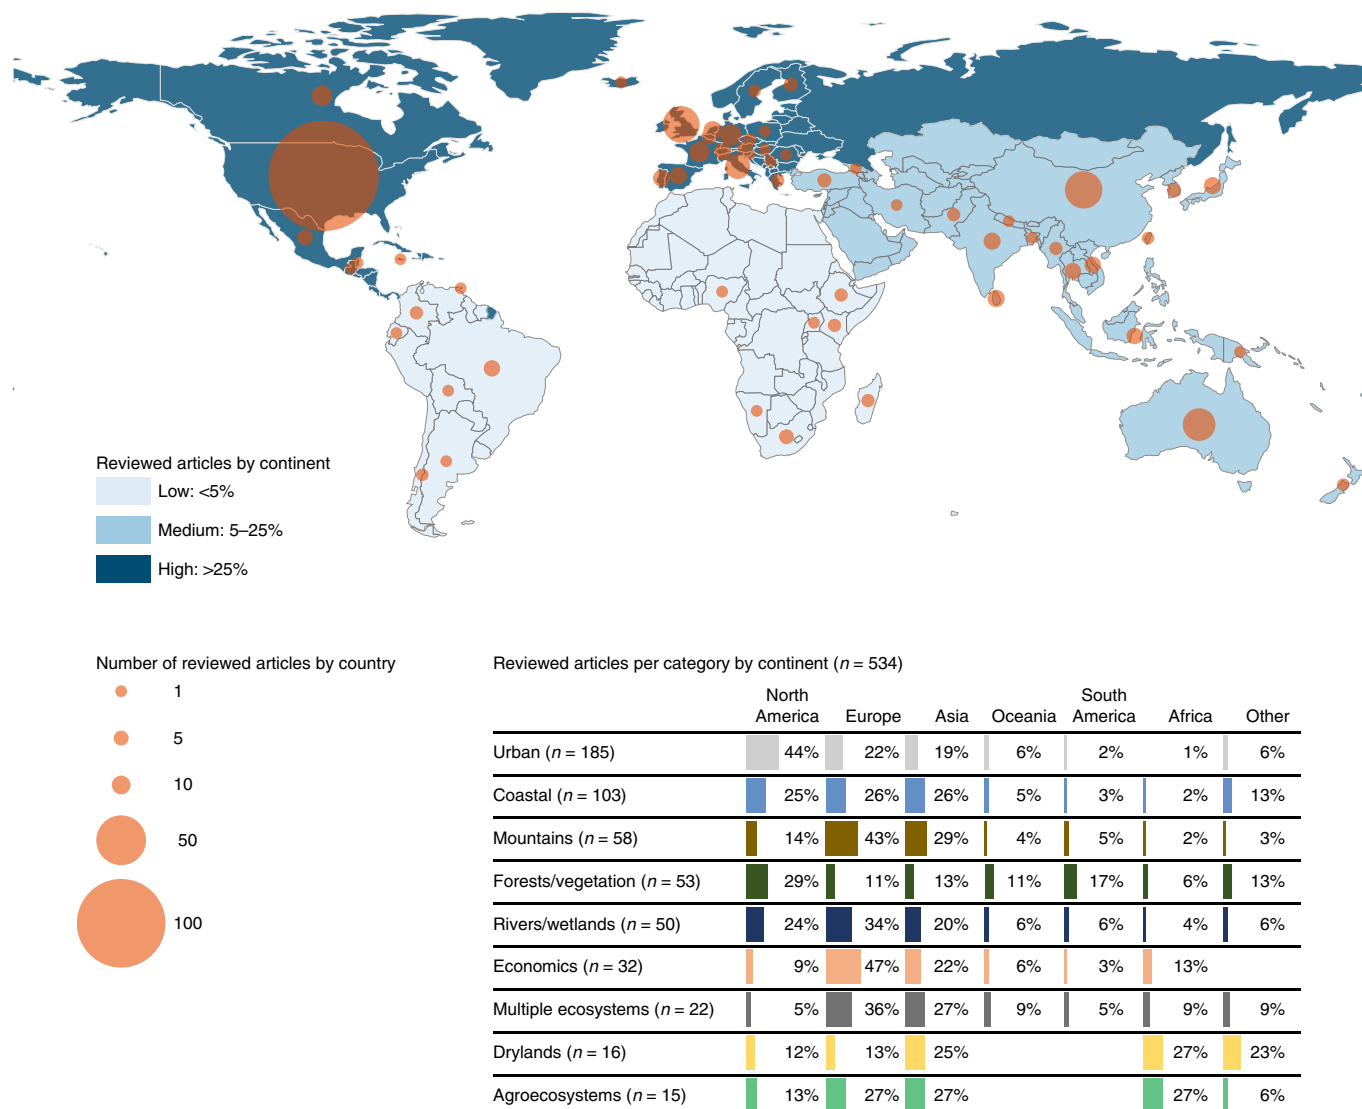 Reviewed articles by continent
Low: <5%
Medium: 5–25%
High: >25%
Number of reviewed articles by country
1
5
10
50
100
Reviewed articles per category by continent (n = 534)
North America Europe Asia Oceania South America Africa Other
Urban (n = 185) 44% 22% 19% 6% 2% 1% 6%
Coastal (n = 103) 25% 26% 26% 5% 3% 2% 13%
Mountains (n = 58) 14% 43% 29% 4% 5% 2% 3%
Forests/vegetation (n = 53) 29% 11% 13% 11% 17% 6% 13%
Rivers/wetlands (n = 50) 24% 34% 20% 6% 6% 4% 6%
Economics (n = 32) 9% 47% 22% 6% 3% 13%
Multiple ecosystems (n = 22) 5% 36% 27% 9% 5% 9% 9%
Drylands (n = 16) 12% 13% 25% 27% 23%
Agroecosystems (n = 15) 13% 27% 27% 27% 6%